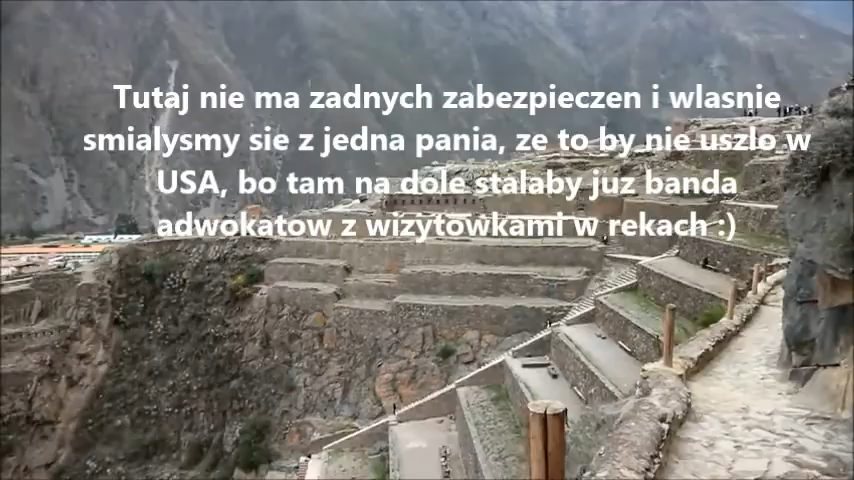 Tutaj nie ma zadnych zabezpieczen i wlasnie
smialysmy sie z jedna pania, ze to by nie uszlo w
USA, bo tam na dole stalaby juz banda
adwokatow z wizytowkami w rekach :)